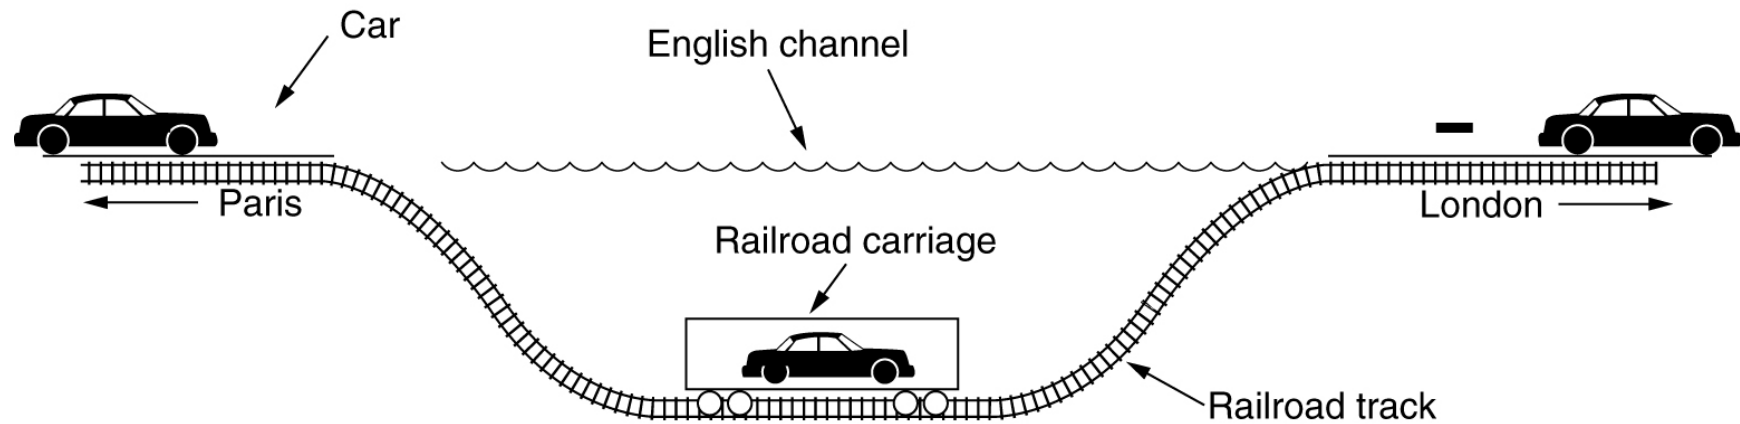 Car
English channel
Paris
London
Railroad carriage
Railroad track